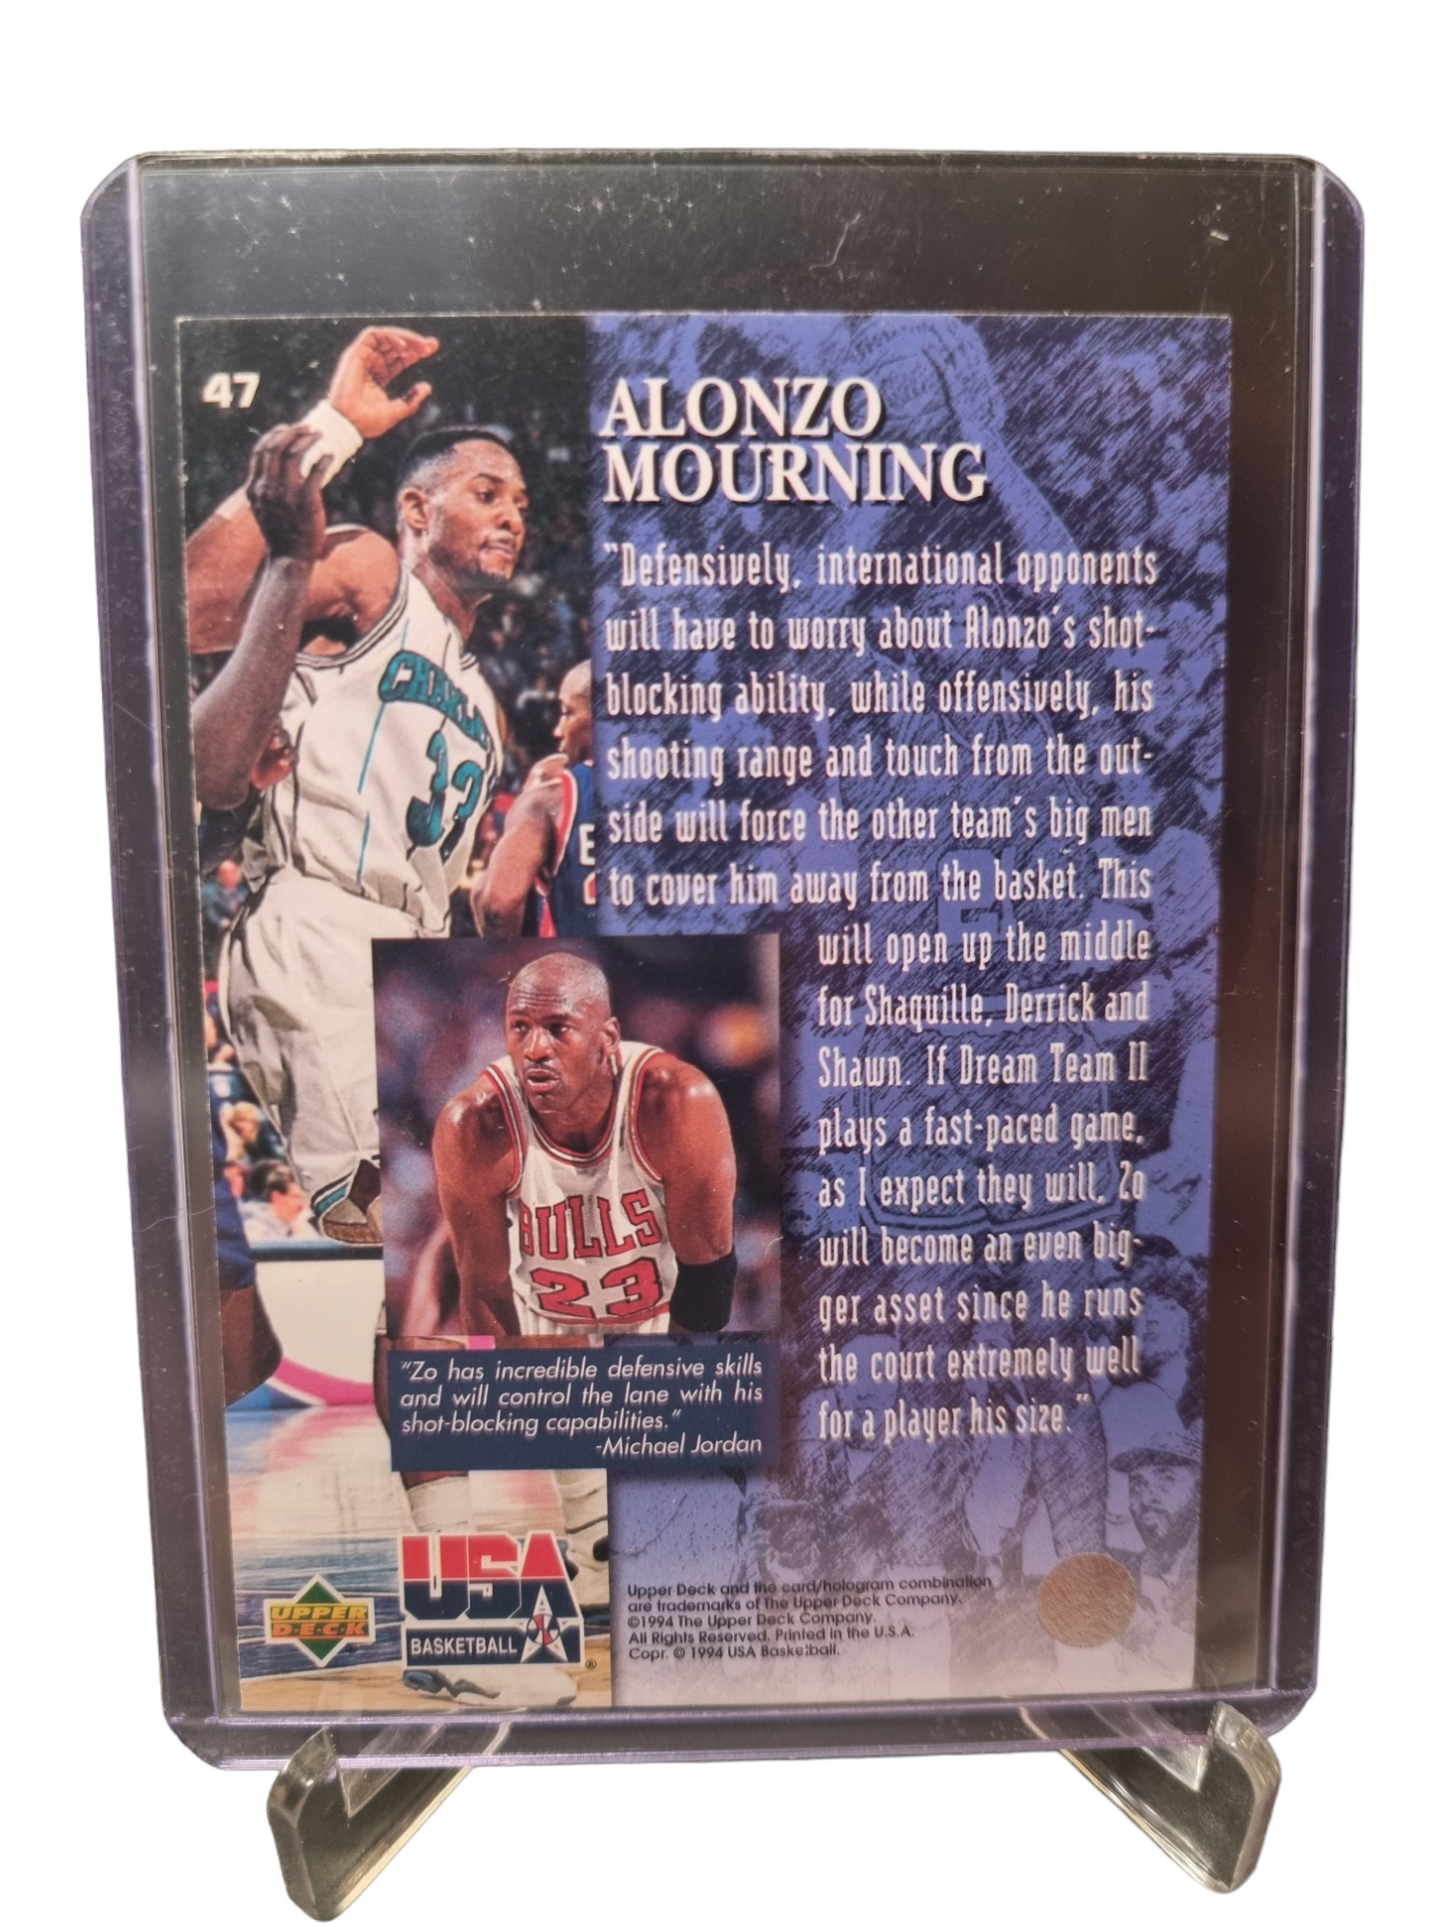 47
ALONZO
MOURNING
"Defensively, international opponents
will have to worry about Alonzo's shot-
blocking ability, while offensively, his
shooting range and touch from the out-
side will force the other team's big men
to cover him away from the basket. This
will open up the middle
for Shaquille, Derrick and
Shawn. If Dream Team II
plays a fast-paced game,
as I expect they will, Zo
will become an even big-
ger asset since he runs
the court extremely well
for a player his size."
33
BULLS
23
"Zo has incredible defensive skills
and will control the lane with his
shot-blocking capabilities."
-Michael Jordan
UPPER
D·E·C·K
USA
BASKETBALL
®
Upper Deck and the card/hologram combination
are trademarks of The Upper Deck Company.
©1994 The Upper Deck Company.
All Rights Reserved. Printed in the U.S.A.
Copr. © 1994 USA Basketball.